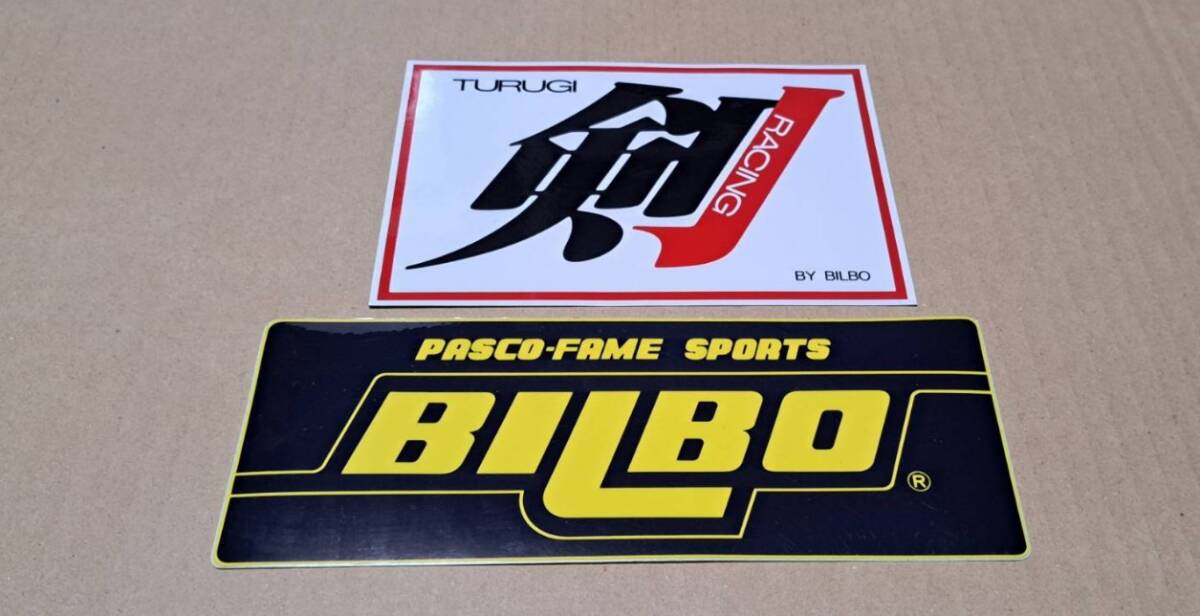 TURUGI
剣
RACING
BY BILBO
PASCO-FAME SPORTS
BILBO
®